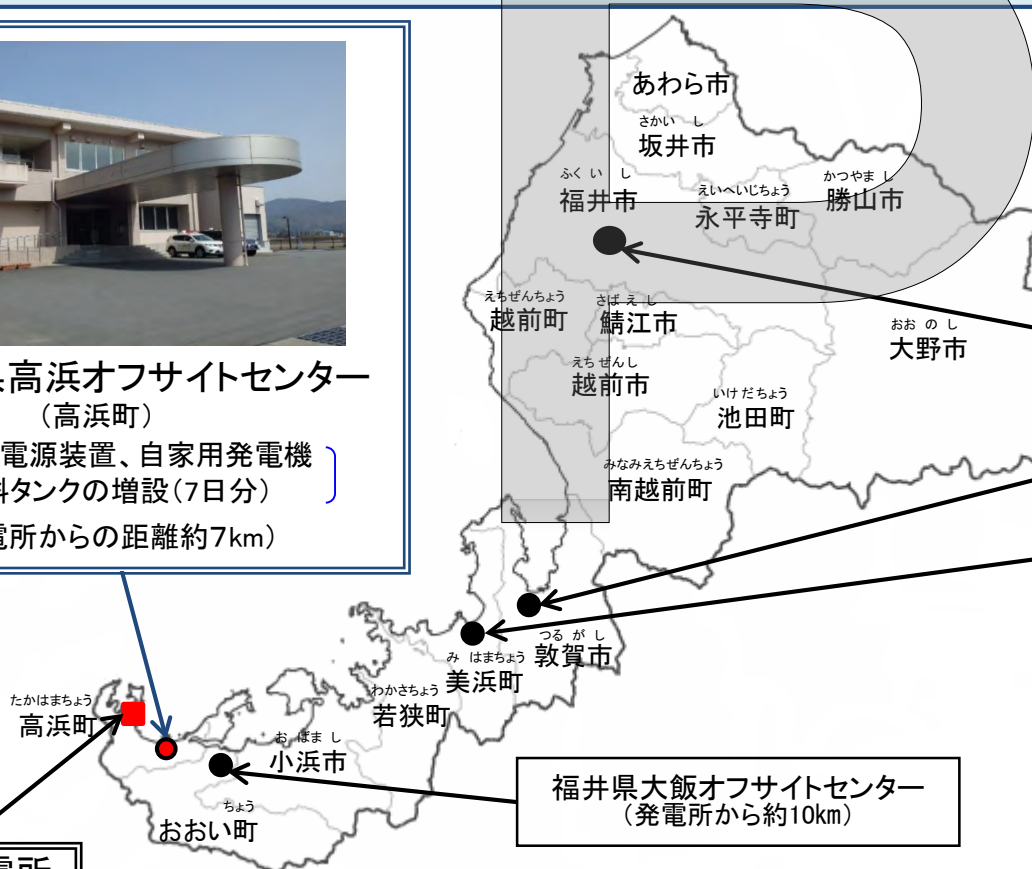 県高浜オフサイトセンター
（高浜町）
電源装置、自家用発電機
料タンクの増設（7日分）
電所からの距離約7km）
あわら市
さかい し
坂井市
ふくい し
福井市
えいへいじちょう
永平寺町
かつやま し
勝山市
えちぜんちょう
越前町
さばえ し
鯖江市
おお の し
大野市
えちぜんし
越前市
いけだちょう
池田町
みなみえちぜんちょう
南越前町
つる が し
敦賀市
み はまちょう
美浜町
わかさちょう
若狭町
たかはまちょう
高浜町
お ばま し
小浜市
ちょう
おおい町
福井県大飯オフサイトセンター
（発電所から約10km）
電所